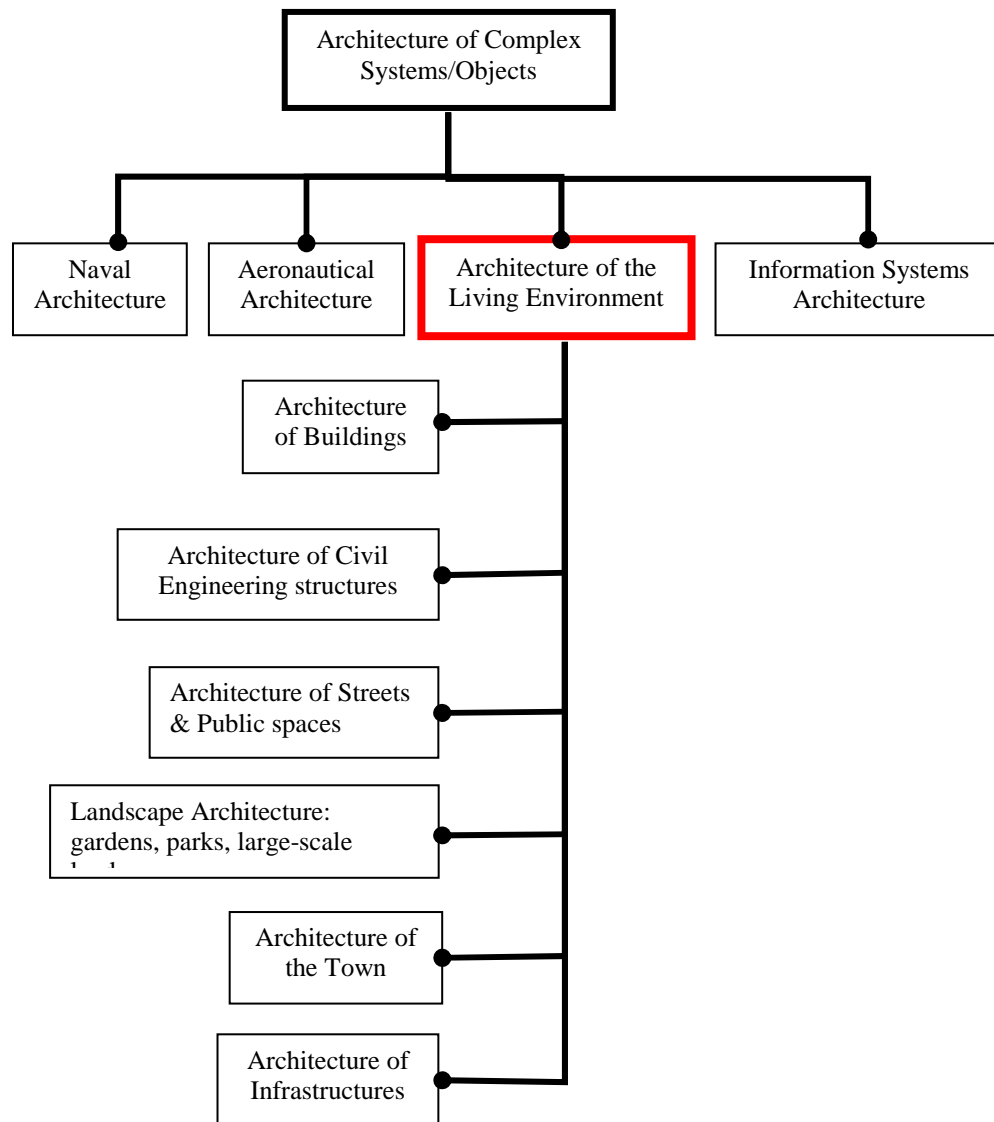 Architecture of Complex
Systems/Objects
Naval
Architecture
Aeronautical
Architecture
Architecture of the
Living Environment
Information Systems
Architecture
Architecture
of Buildings
Architecture of Civil
Engineering structures
Architecture of Streets
& Public spaces
Landscape Architecture:
gardens, parks, large-scale
Architecture of
the Town
Architecture of
Infrastructures